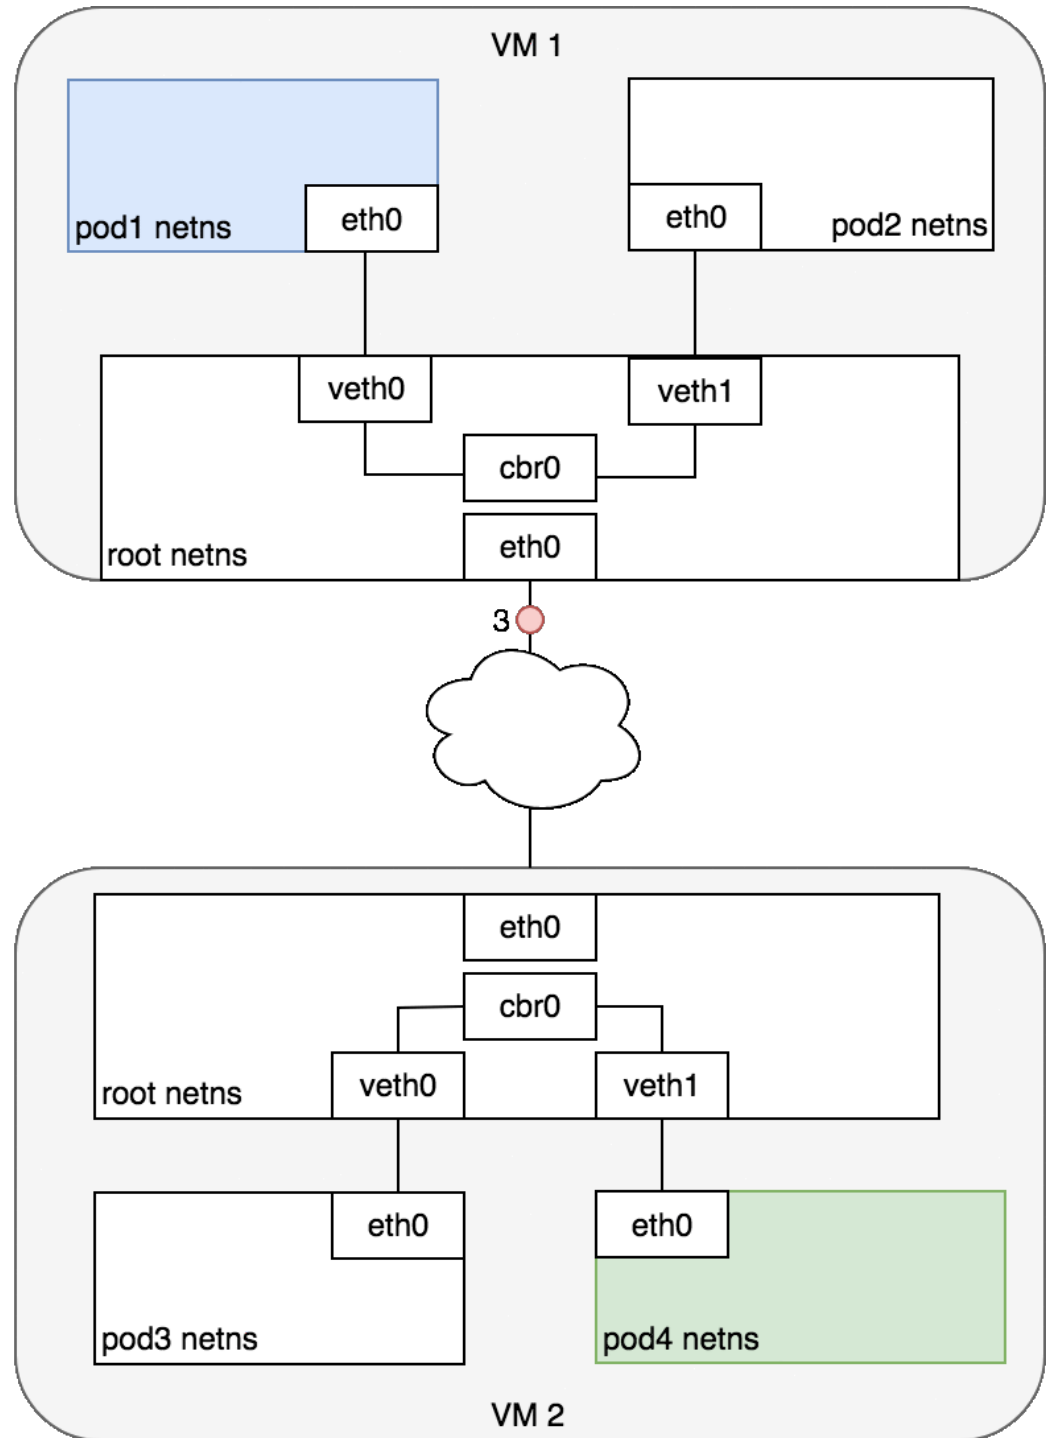 VM 1
pod1 netns
eth0
eth0
pod2 netns
veth0
veth1
cbr0
eth0
root netns
3
eth0
cbr0
veth0
veth1
root netns
eth0
eth0
pod3 netns
pod4 netns
VM 2